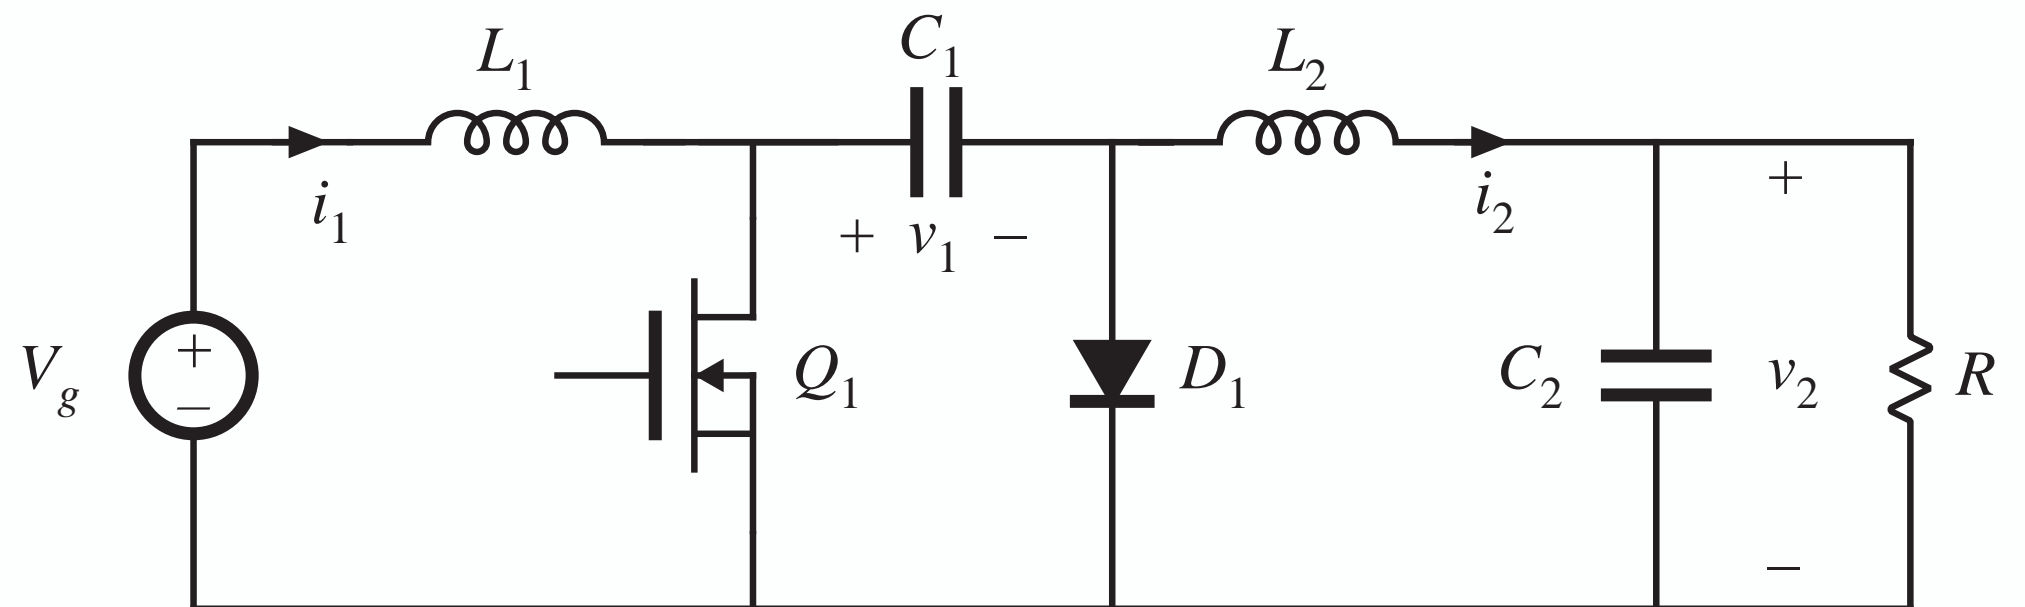 L1
C1
L2
i1
+ v1 −
i2
+
Vg
+
−
Q1
D1
C2
v2
R
−